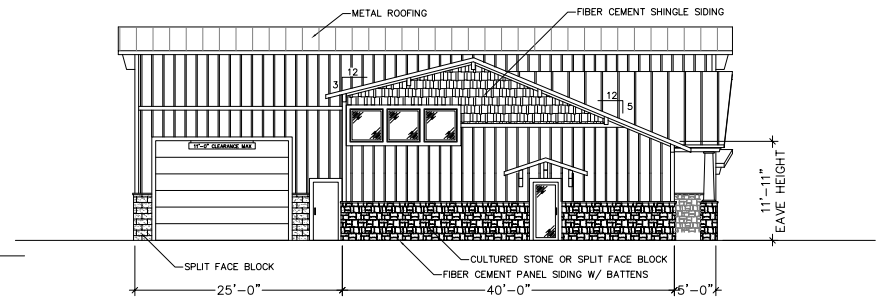 METAL ROOFING
FIBER CEMENT SHINGLE SIDING
12
3
12
5
11'-0" CLEARANCE MAX
11'-11"
EAVE HEIGHT
CULTURED STONE OR SPLIT FACE BLOCK
SPLIT FACE BLOCK
FIBER CEMENT PANEL SIDING W/ BATTENS
25'-0"
40'-0"
5'-0"